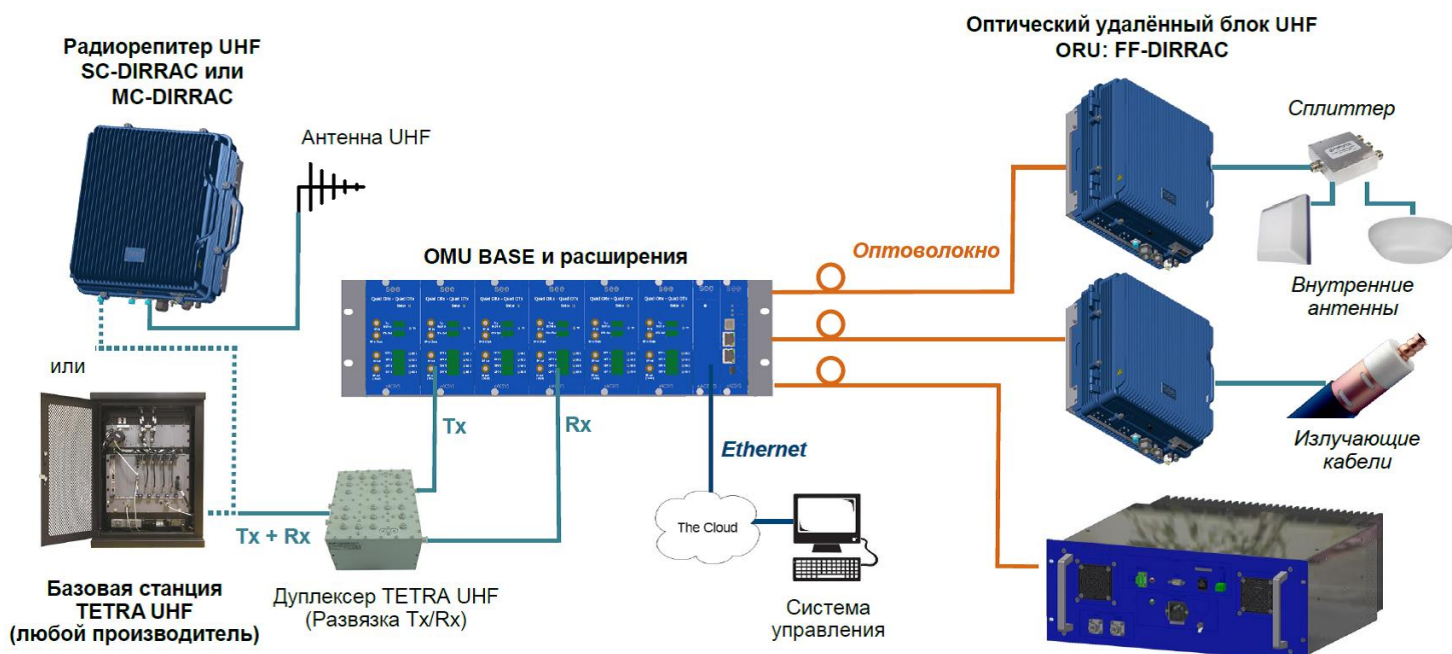 Радиорепитер UHF
SC-DIRRAC или
MC-DIRRAC
Антенна UHF
или
Базовая станция
TETRA UHF
(любой производитель)
Tx + Rx
Дуплексер TETRA UHF
(Развязка Tx/Rx)
OMU BASE и расширения
Tx
Rx
Ethernet
The Cloud
Система
управления
Оптоволокно
Оптический удалённый блок UHF
ORU: FF-DIRRAC
Сплиттер
Внутренние
антенны
Излучающие
кабели